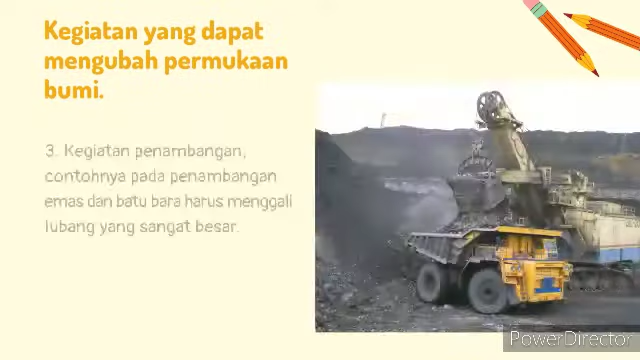 Kegiatan yang dapat
mengubah permukaan
bumi.
3. Kegiatan penambangan,
contohnya pada penambangan
emas dan batu bara harus menggali
lubang yang sangat besar.
PowerDirector